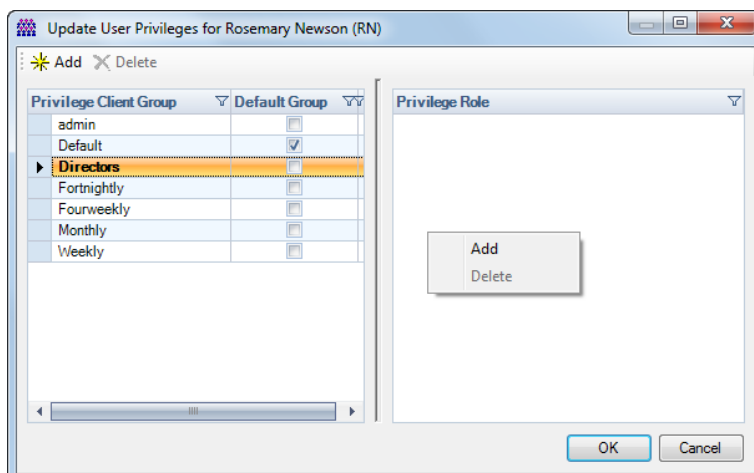 Update User Privileges for Rosemary Newson (RN)
Add Delete
Privilege Client Group Default Group
admin
Default
Directors
Fortnightly
Fourweekly
Monthly
Weekly
Privilege Role
Add
Delete
OK Cancel